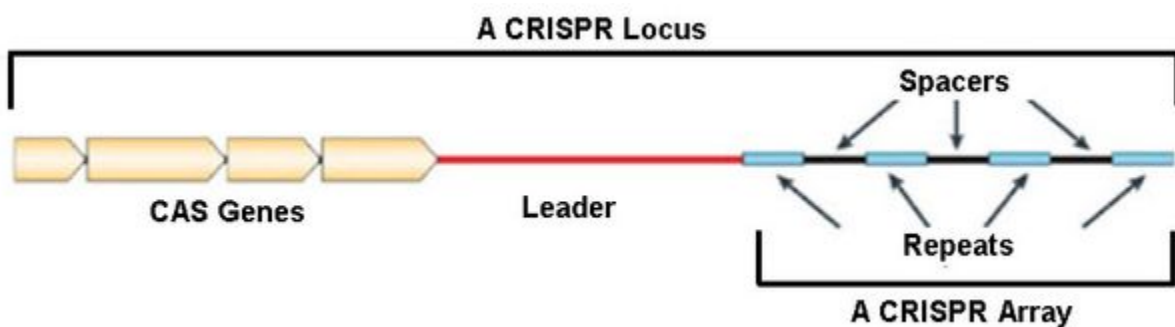 A CRISPR Locus
Spacers
CAS Genes
Leader
Repeats
A CRISPR Array